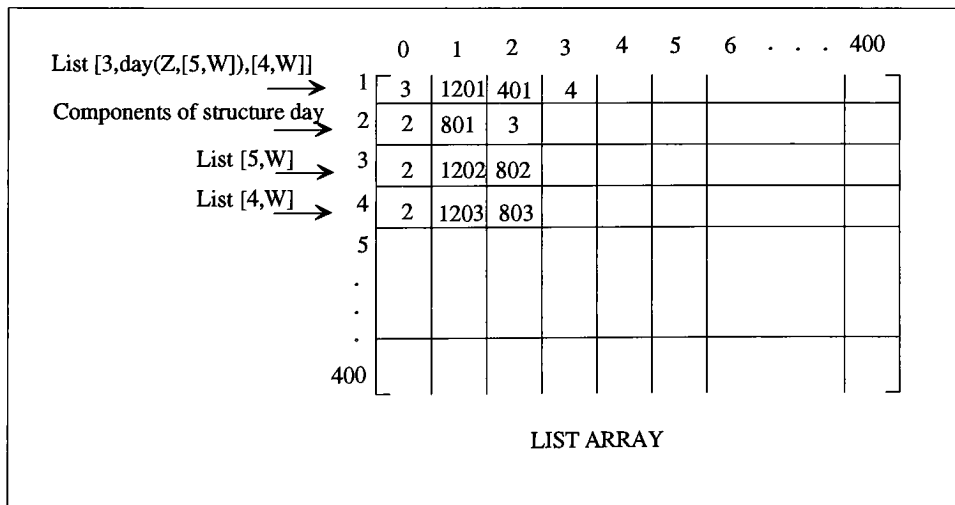 0 1 2 3 4 5 6 . . . 400
List [3,day(Z,[5,W]),[4,W]]
1 3 1201 401 4
Components of structure day
2 2 801 3
List [5,W]
3 2 1202 802
List [4,W]
4 2 1203 803
5
.
.
.
400
LIST ARRAY